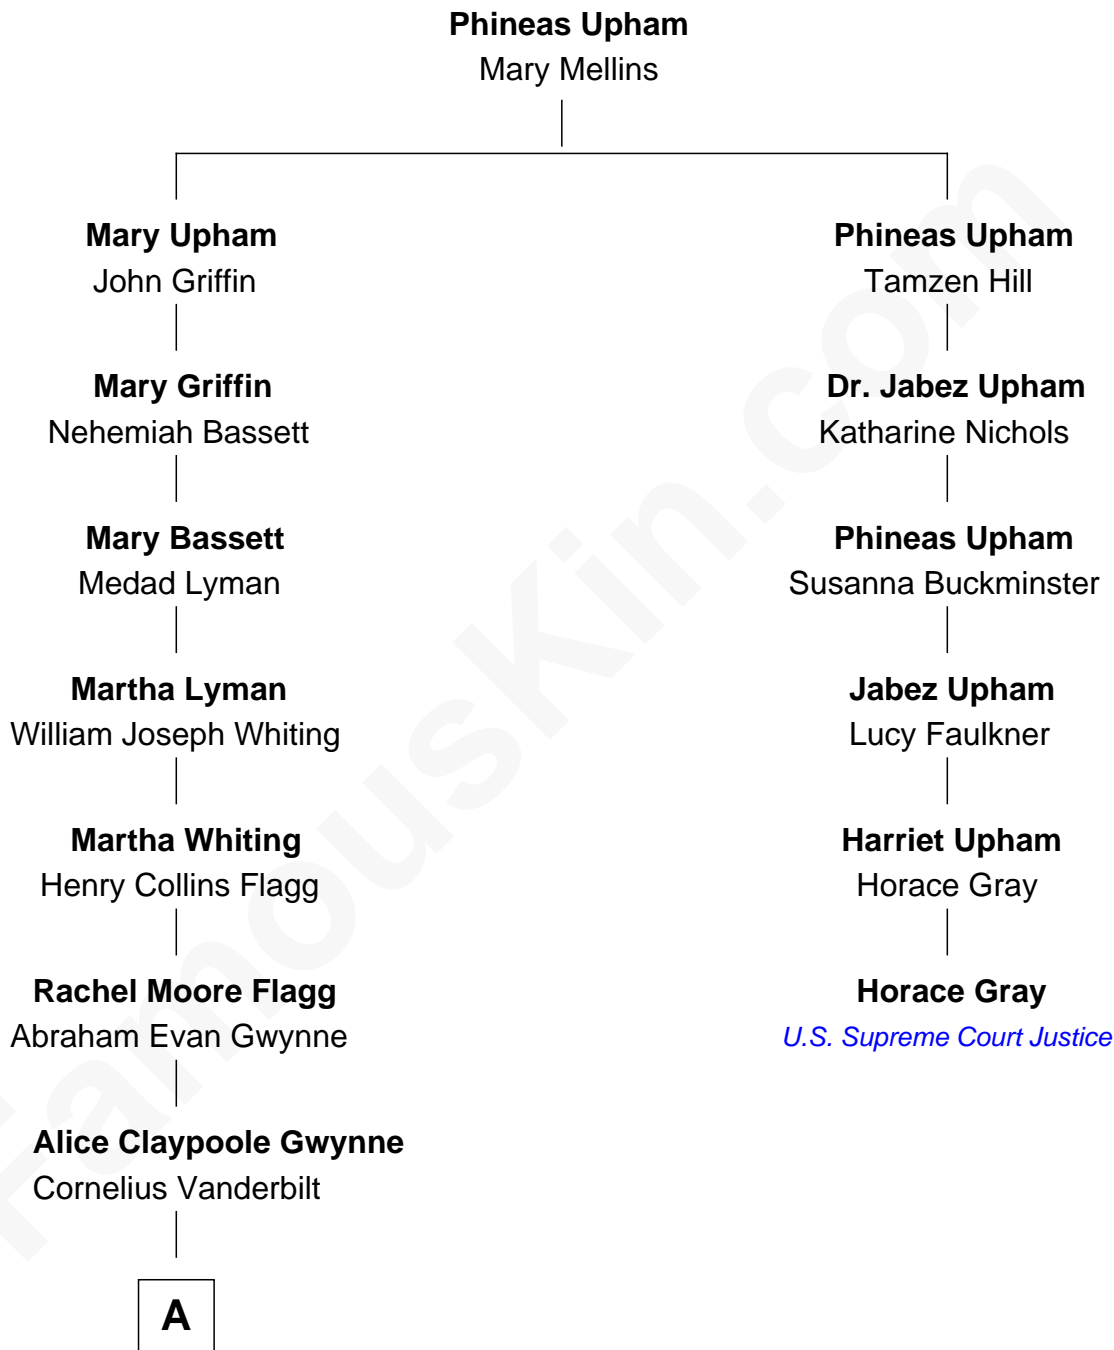 Phineas Upham
Mary Mellins
Mary Upham
John Griffin
Phineas Upham
Tamzen Hill
Mary Griffin
Nehemiah Bassett
Dr. Jabez Upham
Katharine Nichols
Mary Bassett
Medad Lyman
Phineas Upham
Susanna Buckminster
Martha Lyman
William Joseph Whiting
Jabez Upham
Lucy Faulkner
Martha Whiting
Henry Collins Flagg
Harriet Upham
Horace Gray
Rachel Moore Flagg
Abraham Evan Gwynne
Horace Gray
U.S. Supreme Court Justice
Alice Claypoole Gwynne
Cornelius Vanderbilt
A
FamousKin.com